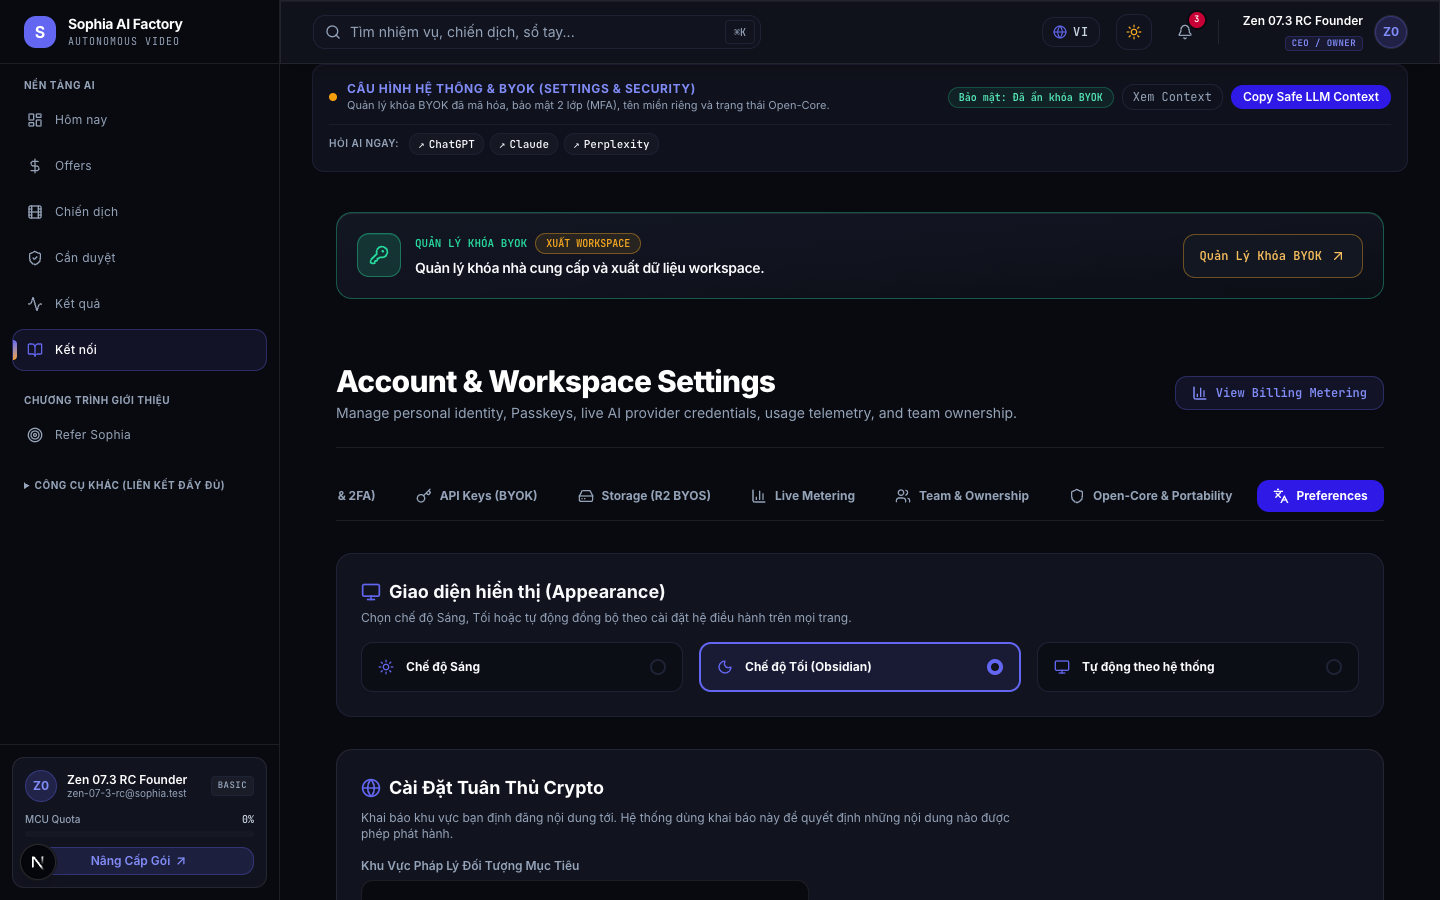 S
Sophia AI Factory
AUTONOMOUS VIDEO
Tìm nhiệm vụ, chiến dịch, sổ tay...
⌘K
VI
3
Zen 07.3 RC Founder
CEO / OWNER
Z0
NỀN TẢNG AI
Hôm nay
Offers
Chiến dịch
Cần duyệt
Kết quả
Kết nối
CHƯƠNG TRÌNH GIỚI THIỆU
Refer Sophia
▸ CÔNG CỤ KHÁC (LIÊN KẾT ĐẦY ĐỦ)
Z0
Zen 07.3 RC Founder
zen-07-3-rc@sophia.test
BASIC
MCU Quota
0%
N
Nâng Cấp Gói ↗
CẤU HÌNH HỆ THỐNG & BYOK (SETTINGS & SECURITY)
Quản lý khóa BYOK đã mã hóa, bảo mật 2 lớp (MFA), tên miền riêng và trạng thái Open-Core.
Bảo mật: Đã ẩn khóa BYOK
Xem Context
Copy Safe LLM Context
HỎI AI NGAY:
↗ ChatGPT
↗ Claude
↗ Perplexity
QUẢN LÝ KHÓA BYOK
XUẤT WORKSPACE
Quản lý khóa nhà cung cấp và xuất dữ liệu workspace.
Quản Lý Khóa BYOK ↗
Account & Workspace Settings
Manage personal identity, Passkeys, live AI provider credentials, usage telemetry, and team ownership.
View Billing Metering
& 2FA)
API Keys (BYOK)
Storage (R2 BYOS)
Live Metering
Team & Ownership
Open-Core & Portability
Preferences
Giao diện hiển thị (Appearance)
Chọn chế độ Sáng, Tối hoặc tự động đồng bộ theo cài đặt hệ điều hành trên mọi trang.
Chế độ Sáng
Chế độ Tối (Obsidian)
Tự động theo hệ thống
Cài Đặt Tuân Thủ Crypto
Khai báo khu vực bạn định đăng nội dung tới. Hệ thống dùng khai báo này để quyết định những nội dung nào được
phép phát hành.
Khu Vực Pháp Lý Đối Tượng Mục Tiêu